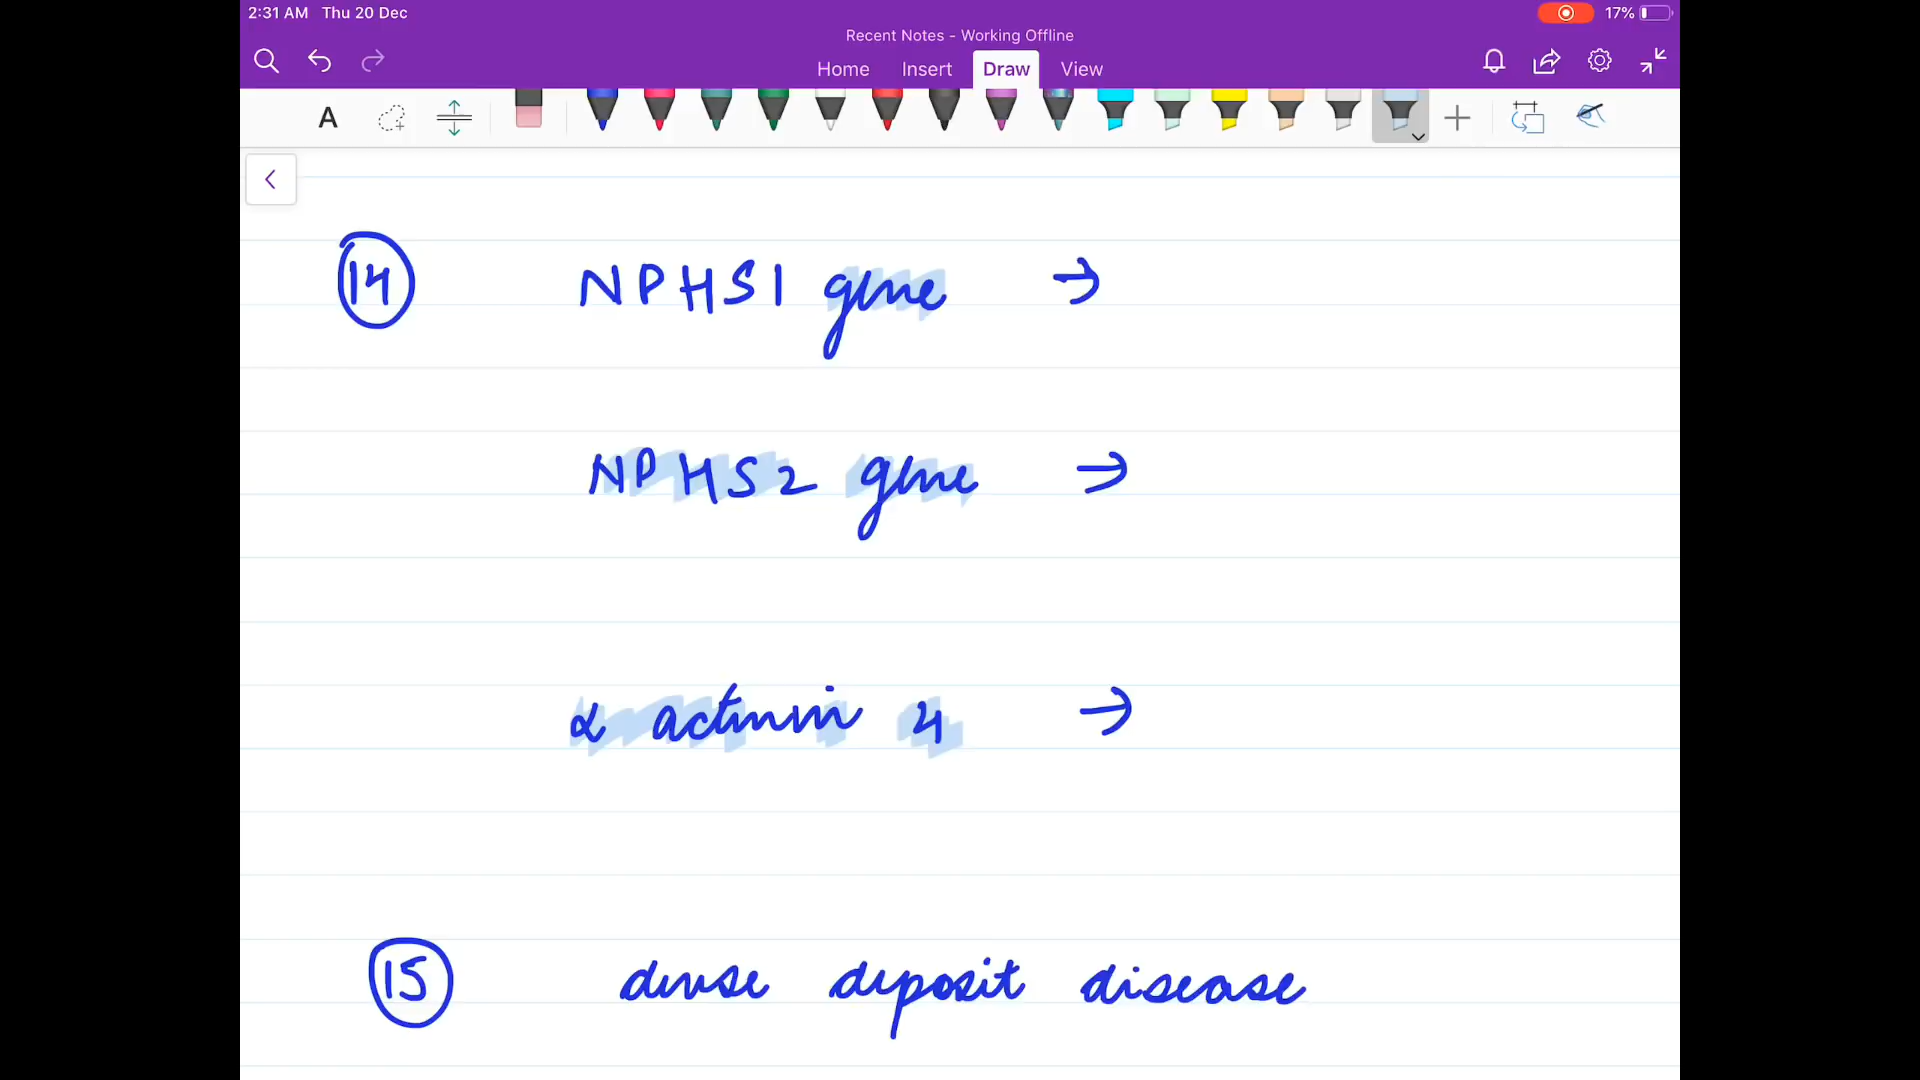 2:31 AM Thu 20 Dec 17%
Recent Notes - Working Offline
Home Insert Draw View
A
14 NPHS1 gene →
NPHS2 gene →
α actinin 4 →
15 dense deposit disease